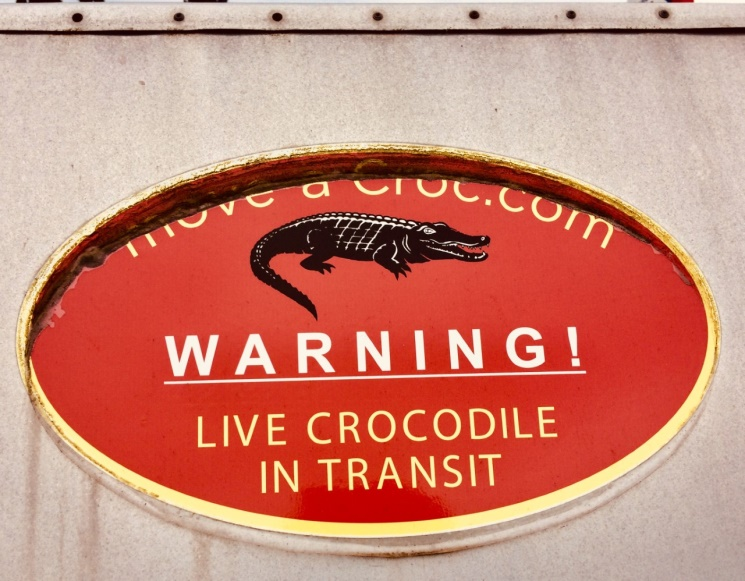 move-a-Croc.com
WARNING!
LIVE CROCODILE
IN TRANSIT